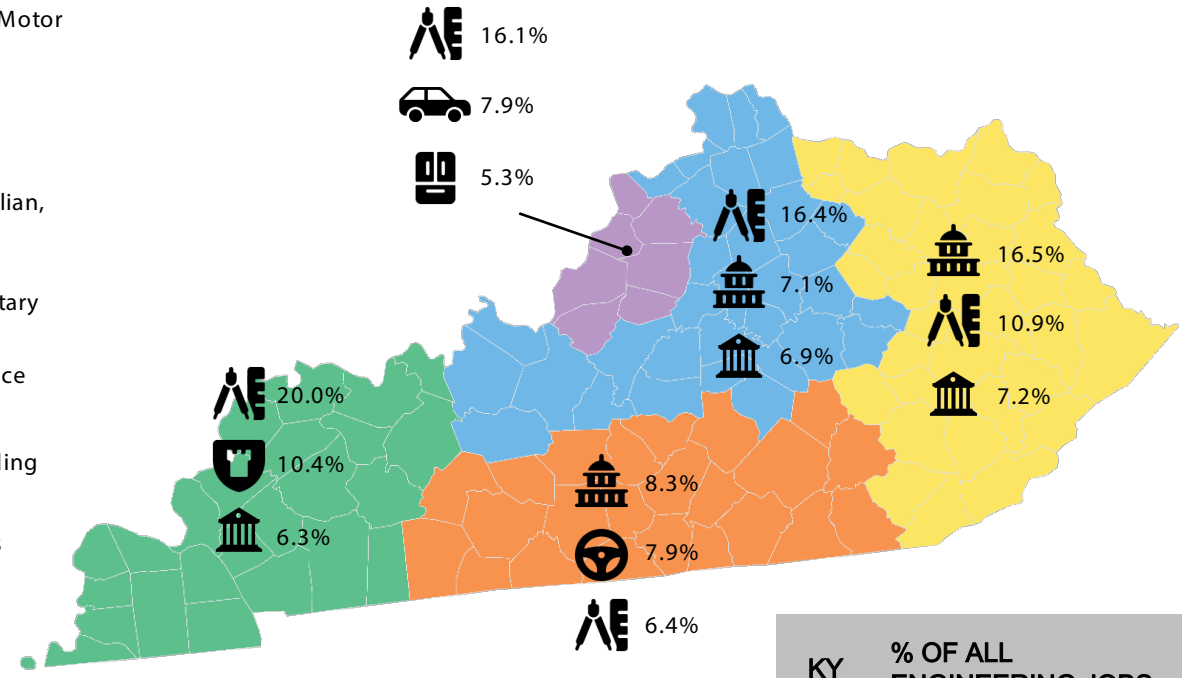 Motor
lian,
tary
ce
ling
s
16.1%
7.9%
5.3%
16.4%
7.1%
6.9%
16.5%
10.9%
7.2%
20.0%
10.4%
6.3%
8.3%
7.9%
6.4%
KY
% OF ALL
ENGINEERING JOBS